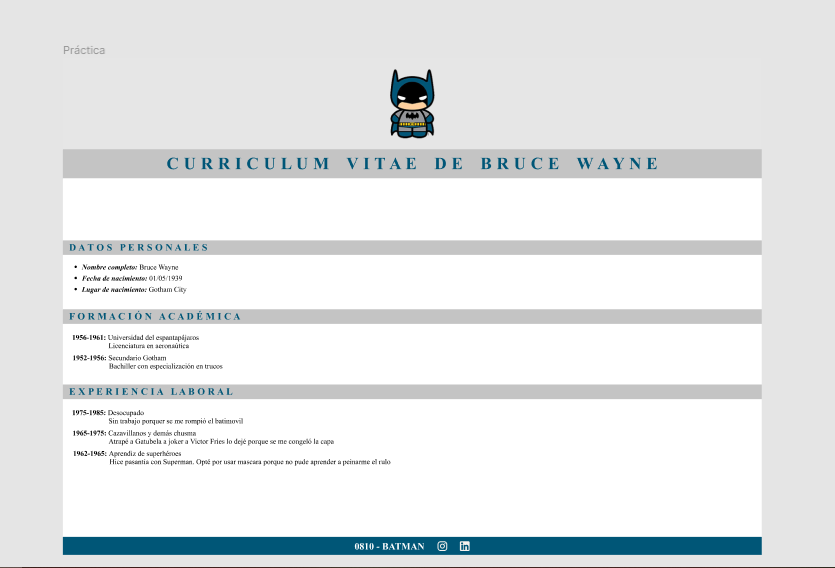 Práctica
CURRICULUM VITAE DE BRUCE WAYNE
DATOS PERSONALES
• Nombre completo: Bruce Wayne
• Fecha de nacimiento: 01/05/1939
• Lugar de nacimiento: Gotham City
FORMACIÓN ACADÉMICA
1956-1961: Universidad del espantapájaros
Licenciatura en aeronaútica
1952-1956: Secundario Gotham
Bachiller con especialización en trucos
EXPERIENCIA LABORAL
1975-1985: Desocupado
Sin trabajo porquer se me rompió el batimovil
1965-1975: Cazavillanos y demás chusma
Atrapé a Gatubela a joker a Victor Fries lo dejé porque se me congeló la capa
1962-1965: Aprendiz de superhéroes
Hice pasantía con Superman. Opté por usar mascara porque no pude aprender a peinarme el rulo
0810 - BATMAN